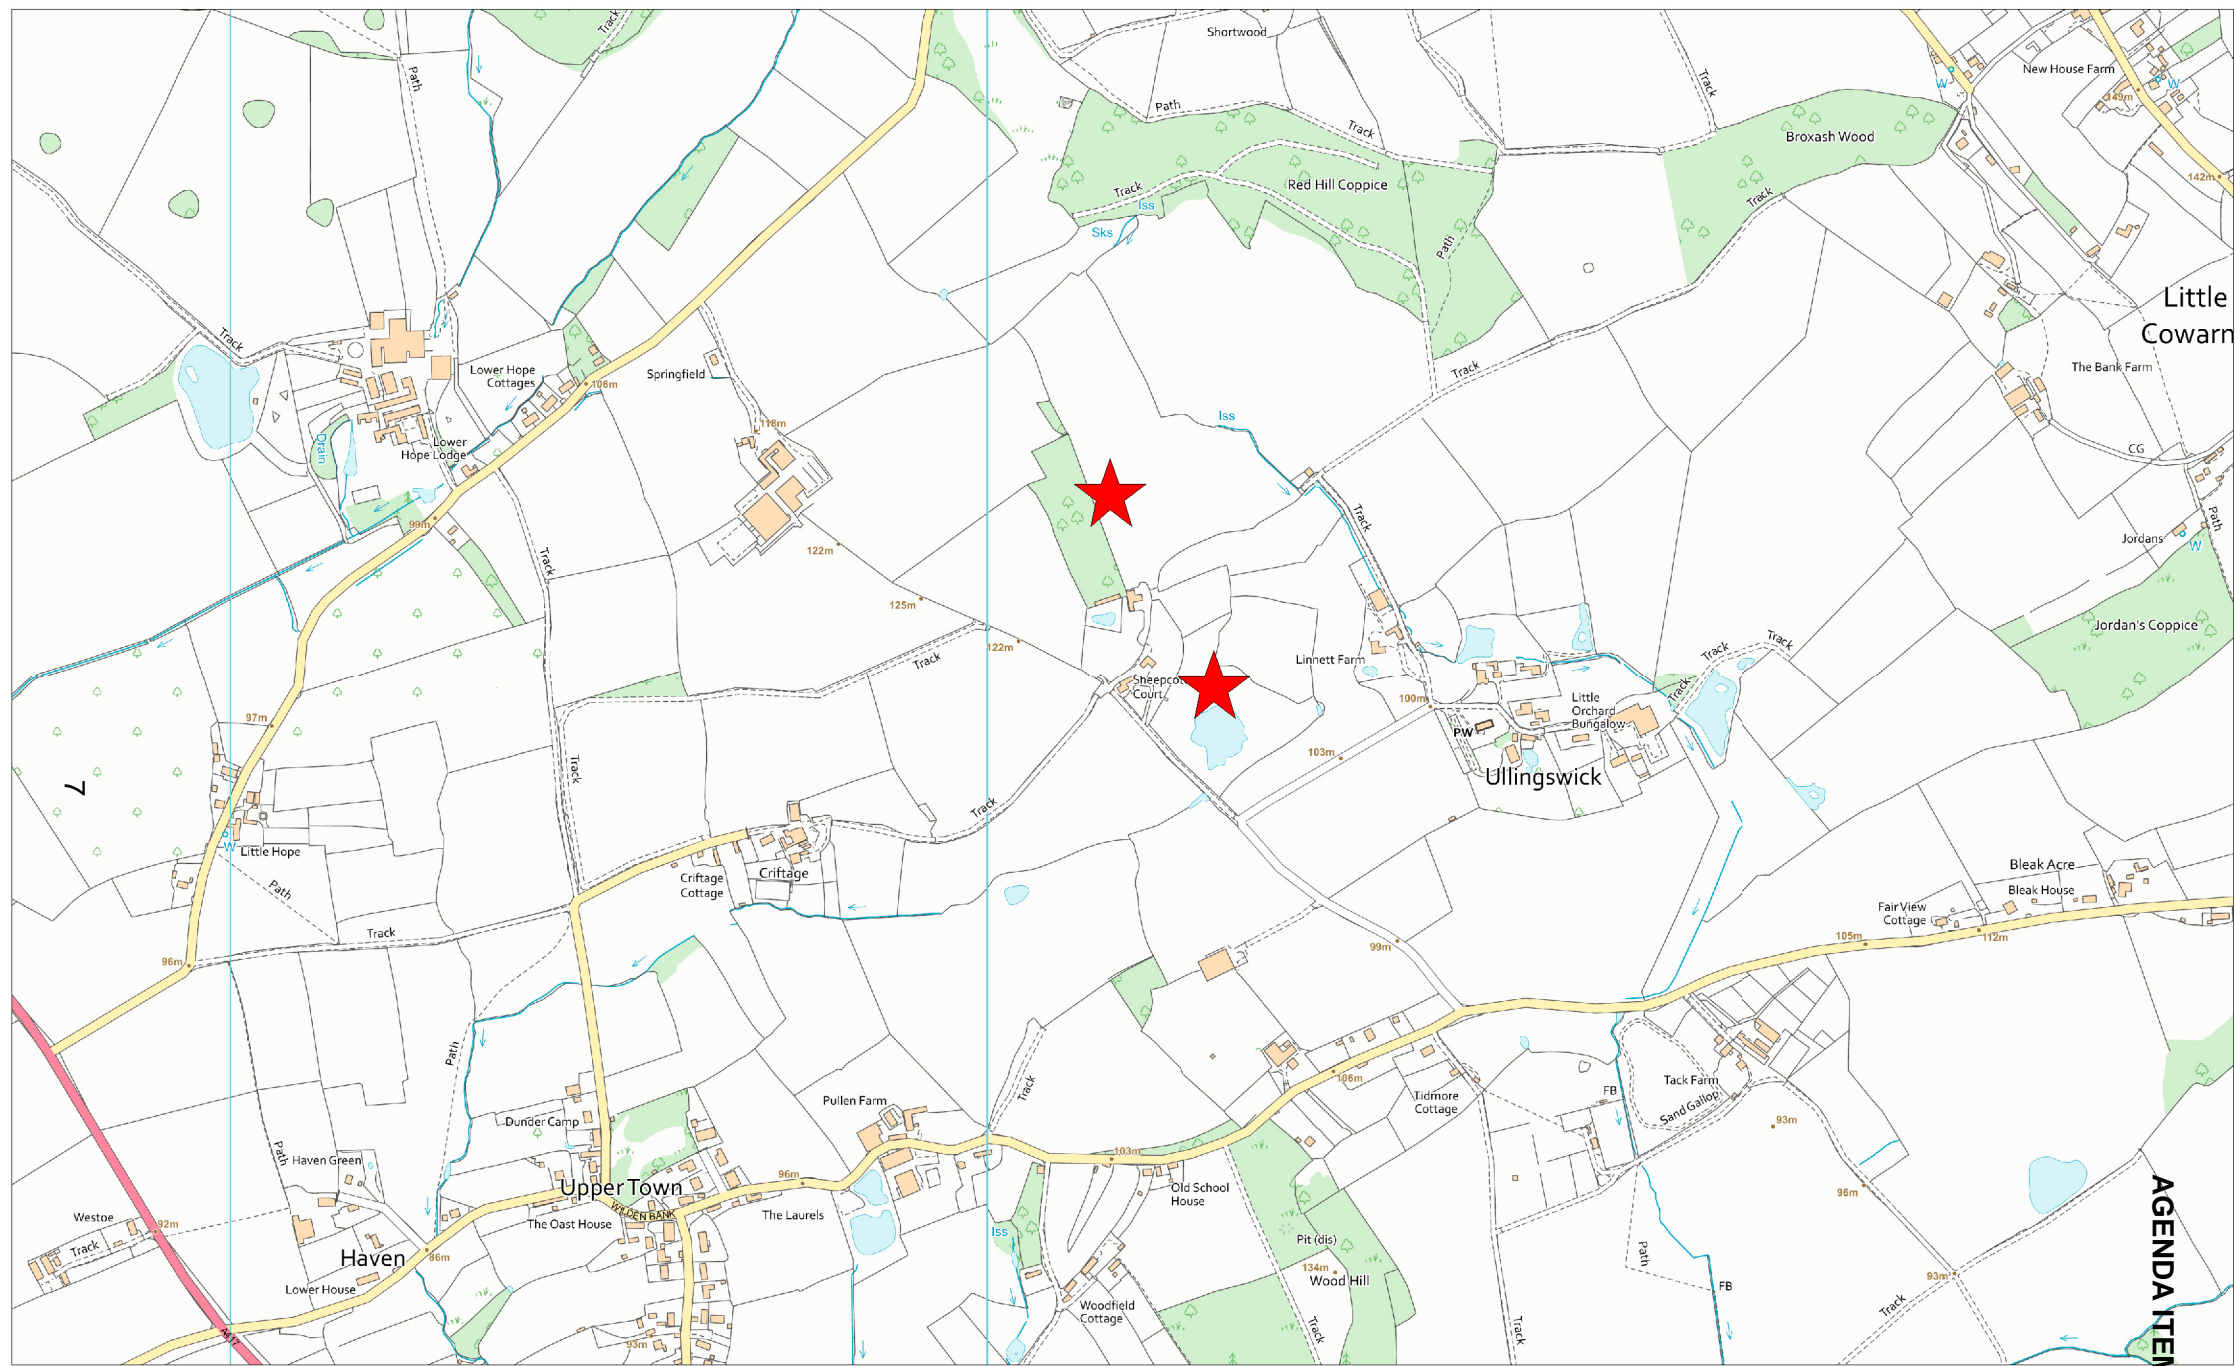 Track
Shortwood
New House Farm
149m
W
W
Path
Path
Track
Track
Broxash Wood
142m
Red Hill Coppice
Track
Track
Iss
Sks
Path
Little
Cowarn
Track
Lower Hope
Cottages
106m
Springfield
Track
The Bank Farm
118m
Iss
Drain
Lower
Hope Lodge
CG
99m
Track
Path
122m
Jordans
W
Track
125m
Jordan's Coppice
122m
Track
Linnett Farm
Track
Track
Sheepcot
Court
100m
Little
Orchard
Bungalow
Track
97m
PW
103m
Track
Ullingswick
7
Track
W
Little Hope
Criftage
Cottage
Criftage
Bleak Acre
Bleak House
Path
Fair View
Cottage
Track
99m
105m
112m
96m
Path
Track
Pullen Farm
106m
Tidmore
Cottage
FB
Tack Farm
Sand Gallop
93m
Dunder Camp
Path
Haven Green
103m
96m
Upper Town
Old School
House
96m
Westoe
92m
The Oast House
WILDEN BANK
The Laurels
Iss
Pit (dis)
Path
Track
Haven
86m
134m
Wood Hill
93m
Lower House
FB
Woodfield
Cottage
Track
A417
93m
Track
Track
AGENDA ITEM